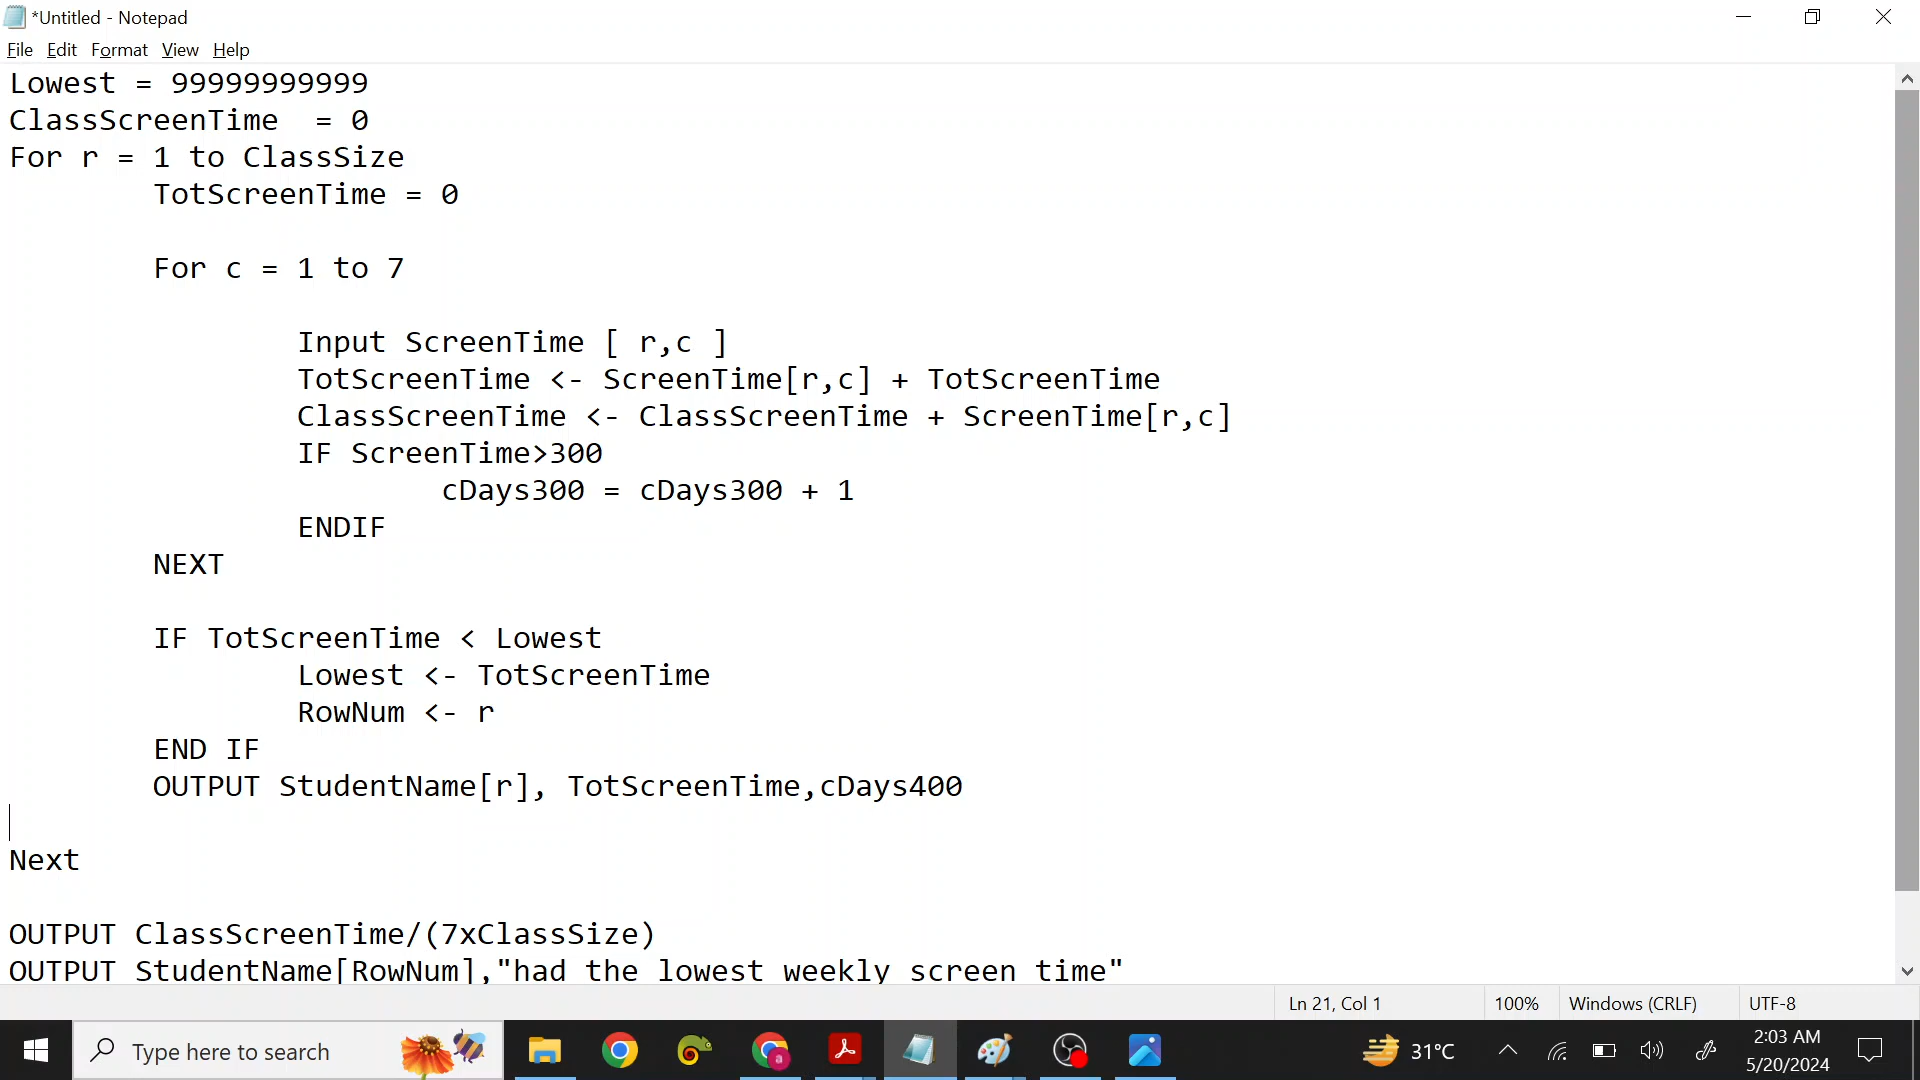 *Untitled - Notepad
File Edit Format View Help
Lowest = 99999999999
ClassScreenTime  = 0
For r = 1 to ClassSize
TotScreenTime = 0
For c = 1 to 7
Input ScreenTime [ r,c ]
TotScreenTime <- ScreenTime[r,c] + TotScreenTime
ClassScreenTime <- ClassScreenTime + ScreenTime[r,c]
IF ScreenTime>300
cDays300 = cDays300 + 1
ENDIF
NEXT
IF TotScreenTime < Lowest
Lowest <- TotScreenTime
RowNum <- r
END IF
OUTPUT StudentName[r], TotScreenTime,cDays400
Next
OUTPUT ClassScreenTime/(7xClassSize)
OUTPUT StudentName[RowNum],"had the lowest weekly screen time"
Ln 21, Col 1 100% Windows (CRLF) UTF-8
Type here to search
31°C
2:03 AM
5/20/2024